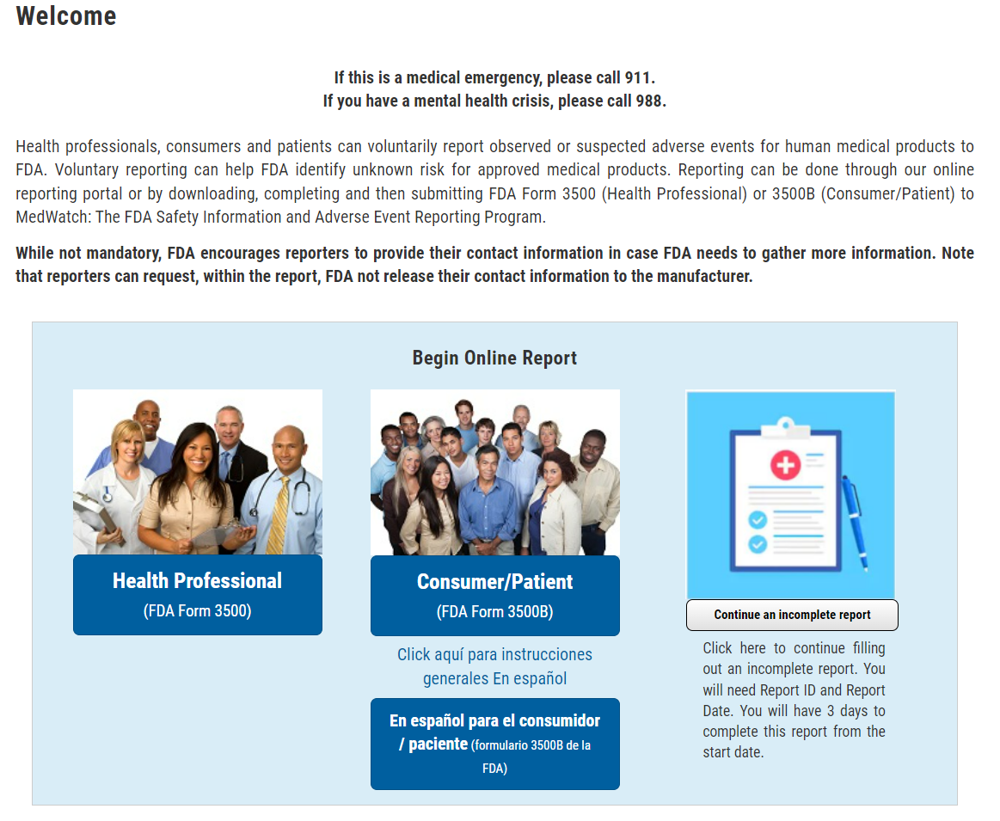 Welcome
If this is a medical emergency, please call 911.
If you have a mental health crisis, please call 988.
Health professionals, consumers and patients can voluntarily report observed or suspected adverse events for human medical products to
FDA. Voluntary reporting can help FDA identify unknown risk for approved medical products. Reporting can be done through our online
reporting portal or by downloading, completing and then submitting FDA Form 3500 (Health Professional) or 3500B (Consumer/Patient) to
MedWatch: The FDA Safety Information and Adverse Event Reporting Program.
While not mandatory, FDA encourages reporters to provide their contact information in case FDA needs to gather more information. Note
that reporters can request, within the report, FDA not release their contact information to the manufacturer.
Begin Online Report
Health Professional
(FDA Form 3500)
Consumer/Patient
(FDA Form 3500B)
Click aquí para instrucciones
generales En español
En español para el consumidor
/ paciente (formulario 3500B de la
FDA)
Continue an incomplete report
Click here to continue filling
out an incomplete report. You
will need Report ID and Report
Date. You will have 3 days to
complete this report from the
start date.